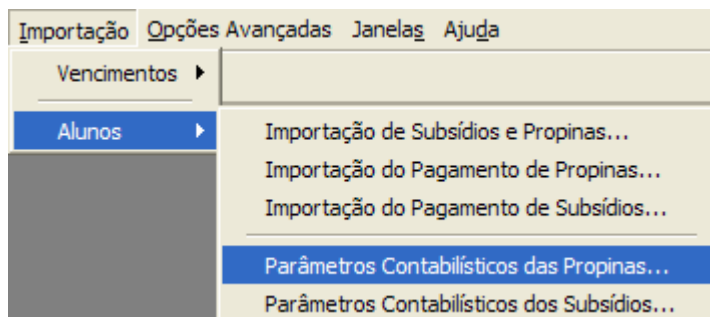 Importação Opções Avançadas Janelas Ajuda
Vencimentos
Alunos
Importação de Subsídios e Propinas...
Importação do Pagamento de Propinas...
Importação do Pagamento de Subsídios...
Parâmetros Contabilísticos das Propinas...
Parâmetros Contabilísticos dos Subsídios...